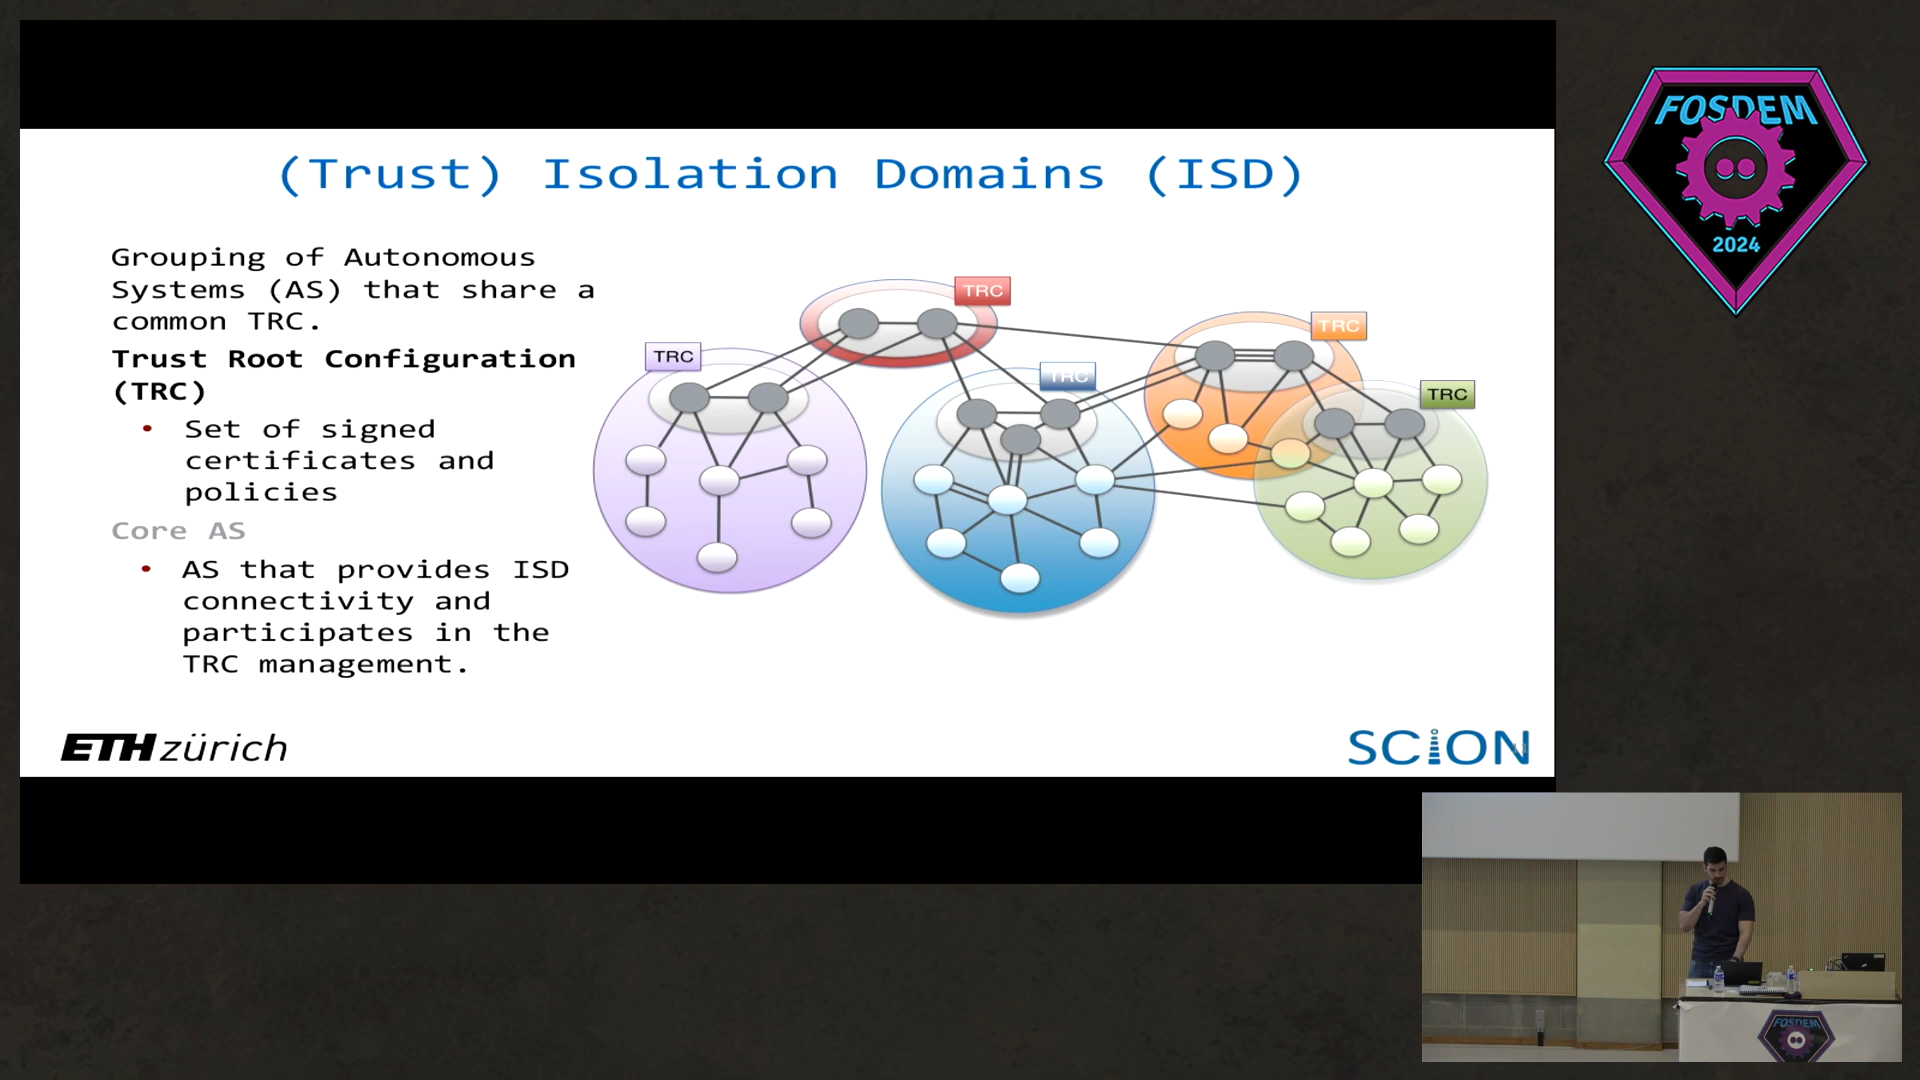 (Trust) Isolation Domains (ISD)
Grouping of Autonomous
Systems (AS) that share a
common TRC.
Trust Root Configuration
(TRC)
• Set of signed
certificates and
policies
Core AS
• AS that provides ISD
connectivity and
participates in the
TRC management.
TRC
TRC
TRC
TRC
TRC
ETH zürich
SCION
FOSDEM
2024
FOSDEM